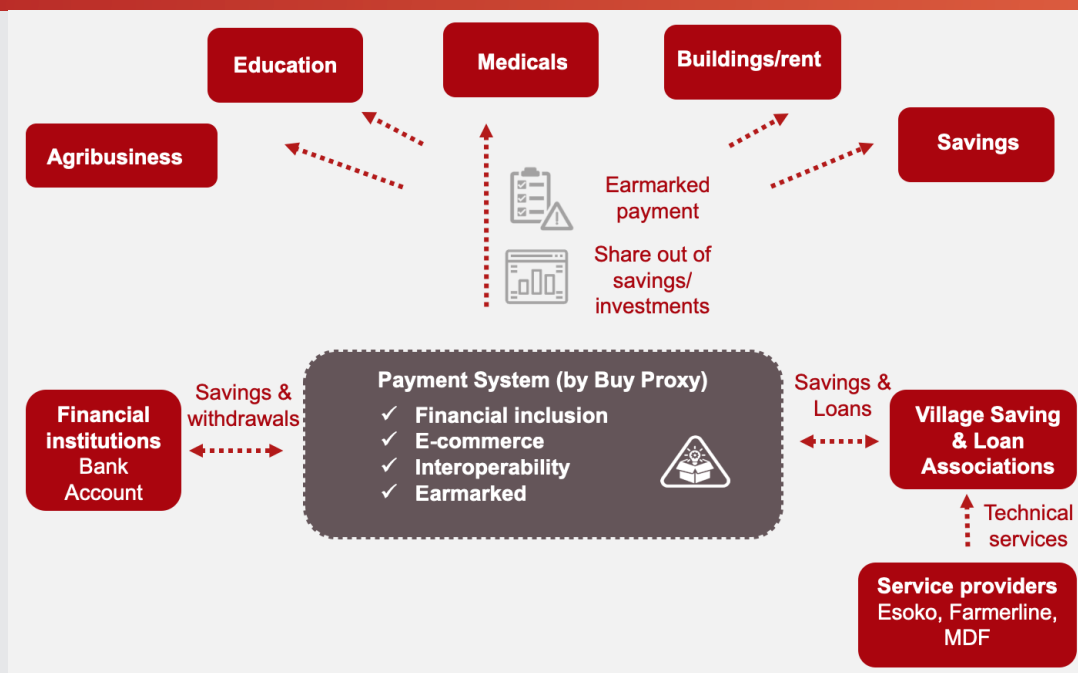 Education
Medicals
Buildings/rent
Agribusiness
Savings
Earmarked
payment
Share out of
savings/
investments
Financial
institutions
Bank
Account
Savings &
withdrawals
Payment System (by Buy Proxy)
✓ Financial inclusion
✓ E-commerce
✓ Interoperability
✓ Earmarked
Savings &
Loans
Village Saving
& Loan
Associations
Technical
services
Service providers
Esoko, Farmerline,
MDF